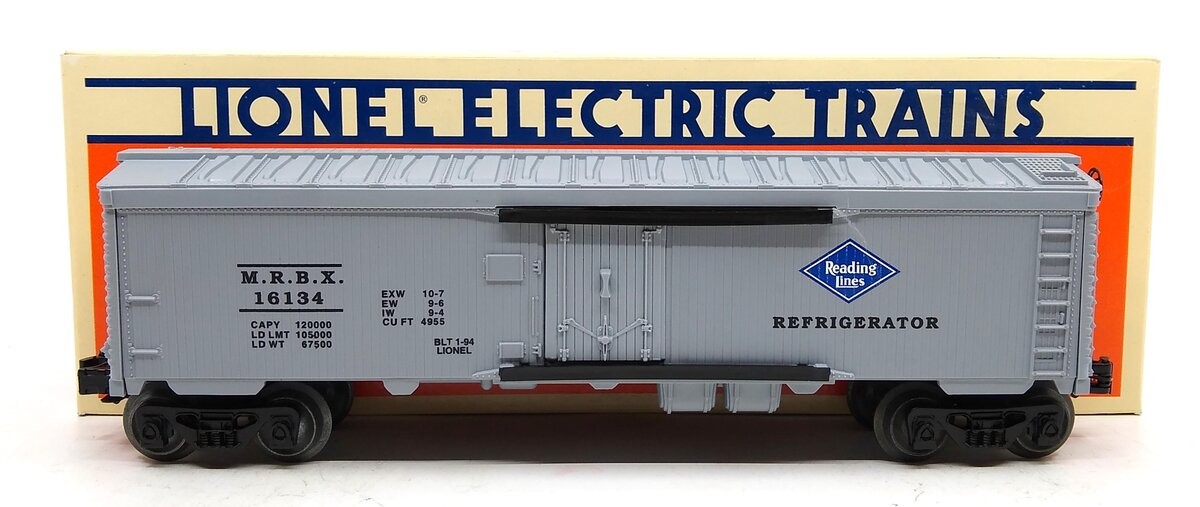 LIONEL® ELECTRIC TRAINS
M.R.B.X.
16134
CAPY 120000
LD LMT 105000
LD WT 67500
EXW 10-7
EW 9-6
IW 9-4
CU FT 4955
BLT 1-94
LIONEL
Reading
Lines
REFRIGERATOR